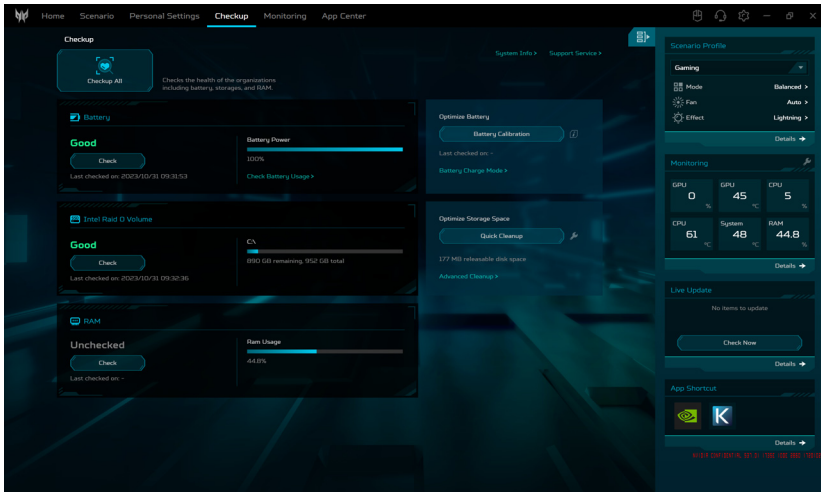 Home Scenario Personal Settings Checkup Monitoring App Center
Checkup
System Info > Support Service >
Checkup All
Checks the health of the organizations
including battery, storages, and RAM.
Battery
Good
Check
Last checked on: 2023/10/31 09:31:53
Battery Power
100%
Check Battery Usage >
Optimize Battery
Battery Calibration
Last checked on: -
Battery Charge Mode >
Intel Raid 0 Volume
Good
Check
Last checked on: 2023/10/31 09:32:36
C:\
890 GB remaining. 952 GB total
Optimize Storage Space
Quick Cleanup
177 MB releasable disk space
Advanced Cleanup >
RAM
Unchecked
Check
Last checked on: -
Ram Usage
44.8%
Scenario Profile
Gaming
Mode Balanced >
Fan Auto >
Effect Lightning >
Details
Monitoring
GPU
0
%
GPU
45
°C
CPU
5
%
CPU
61
°C
System
48
°C
RAM
44.8
%
Details
Live Update
No items to update
Check Now
Details
App Shortcut
K
Details